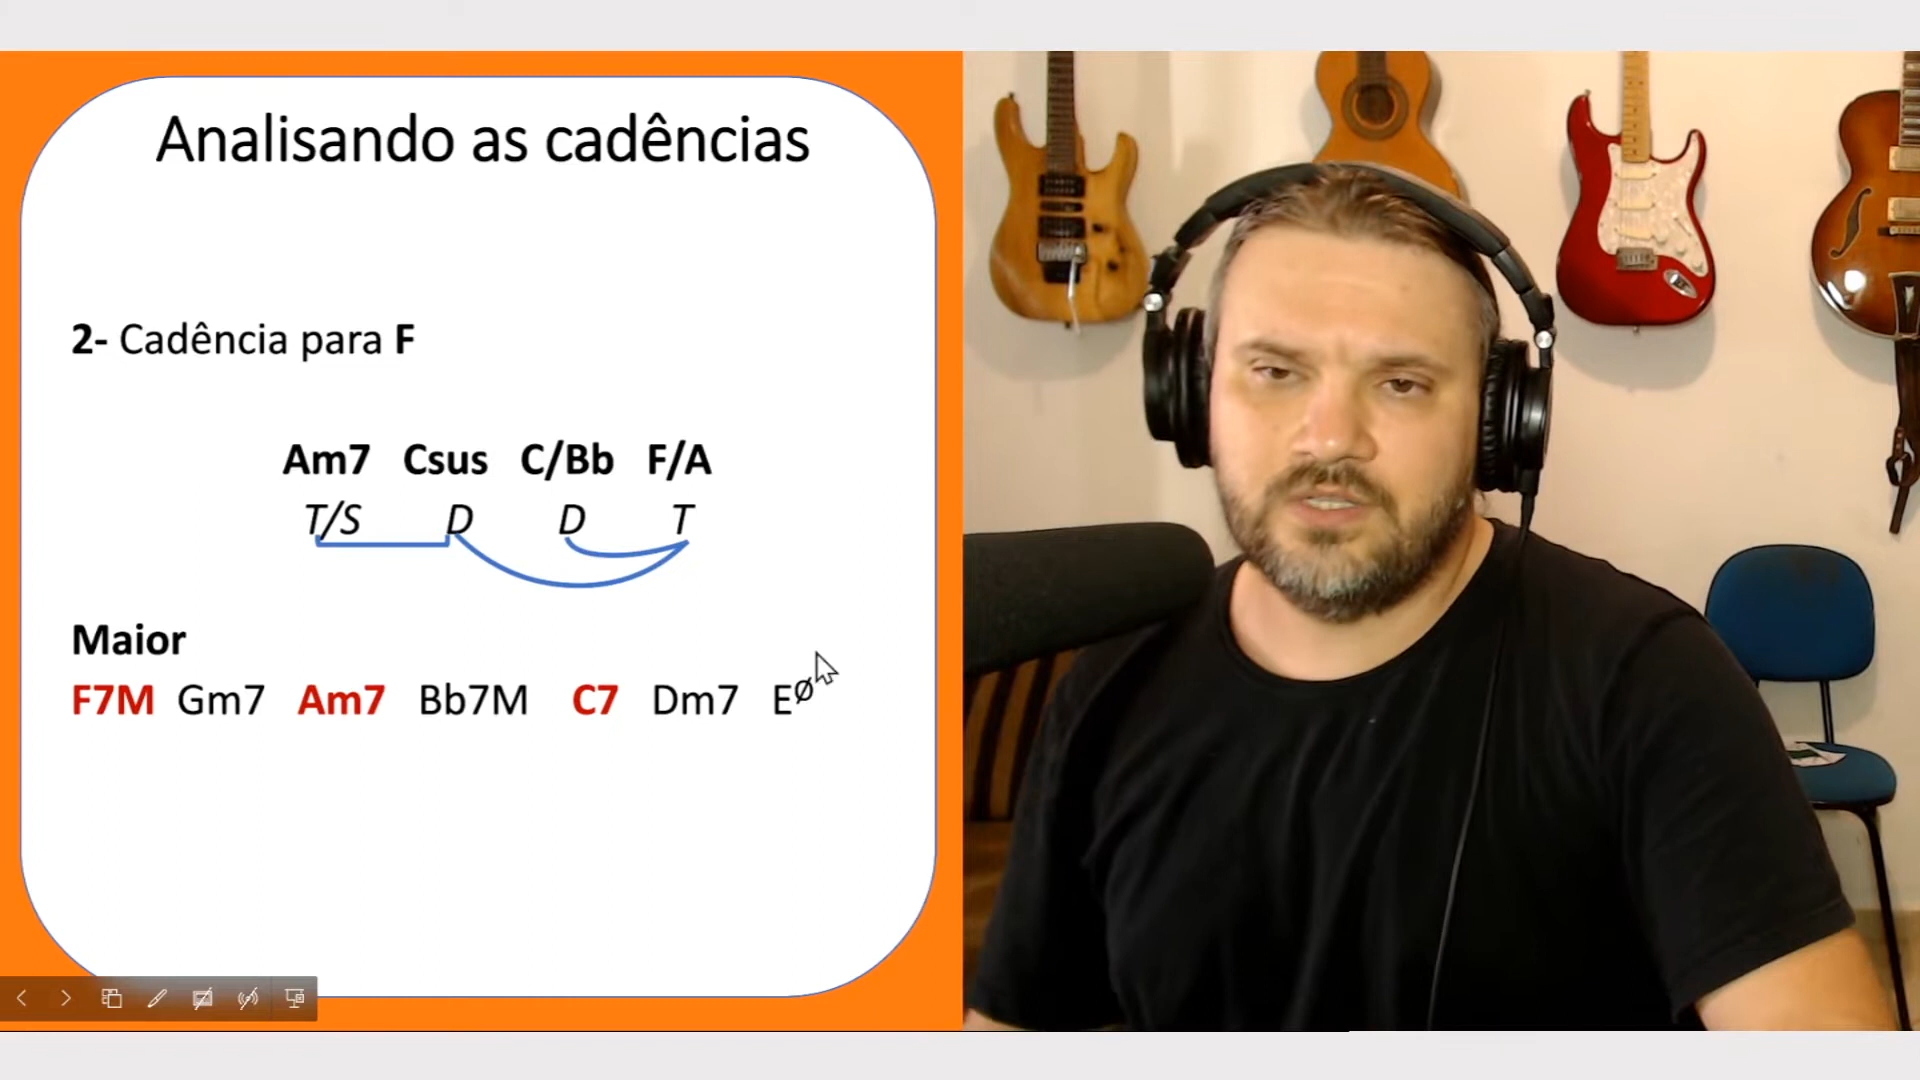 Analisando as cadências
2- Cadência para F
Am7 Csus C/Bb F/A
T/S D D T
Maior
F7M Gm7 Am7 Bb7M C7 Dm7 Eø